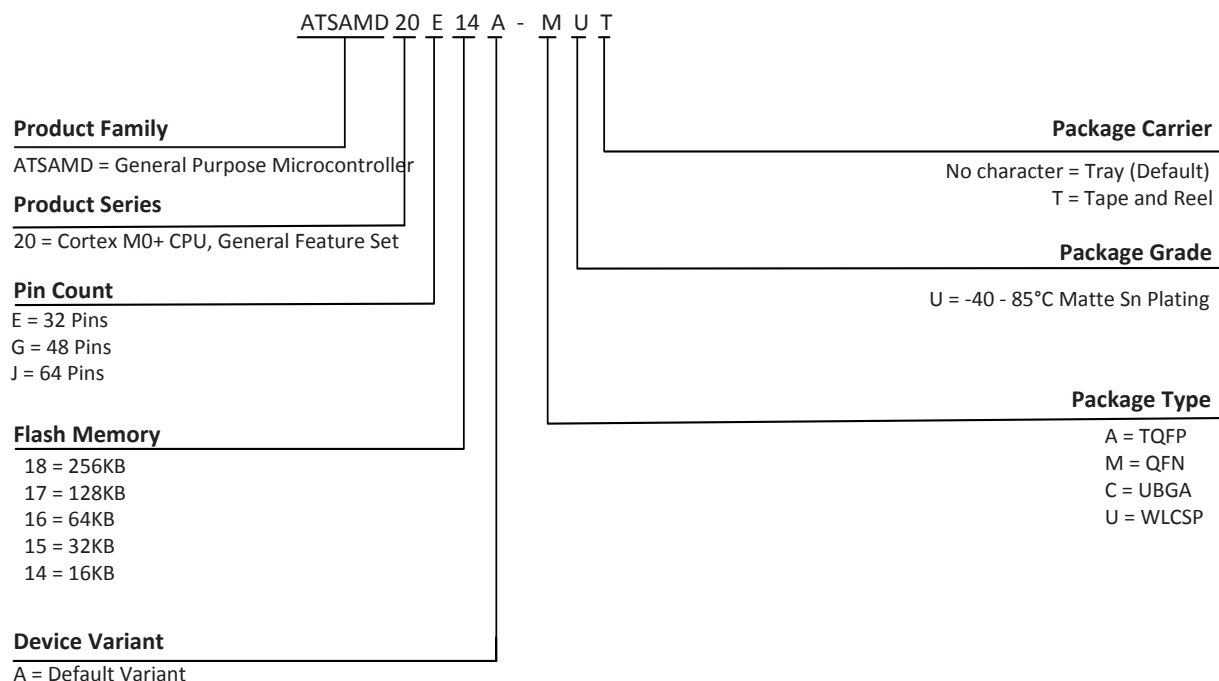 ATSAMD 20 E 14 A - M U T
Product Family
ATSAMD = General Purpose Microcontroller
Product Series
20 = Cortex M0+ CPU, General Feature Set
Pin Count
E = 32 Pins
G = 48 Pins
J = 64 Pins
Flash Memory
18 = 256KB
17 = 128KB
16 = 64KB
15 = 32KB
14 = 16KB
Device Variant
A = Default Variant
Package Carrier
No character = Tray (Default)
T = Tape and Reel
Package Grade
U = -40 - 85°C Matte Sn Plating
Package Type
A = TQFP
M = QFN
C = UBGA
U = WLCSP